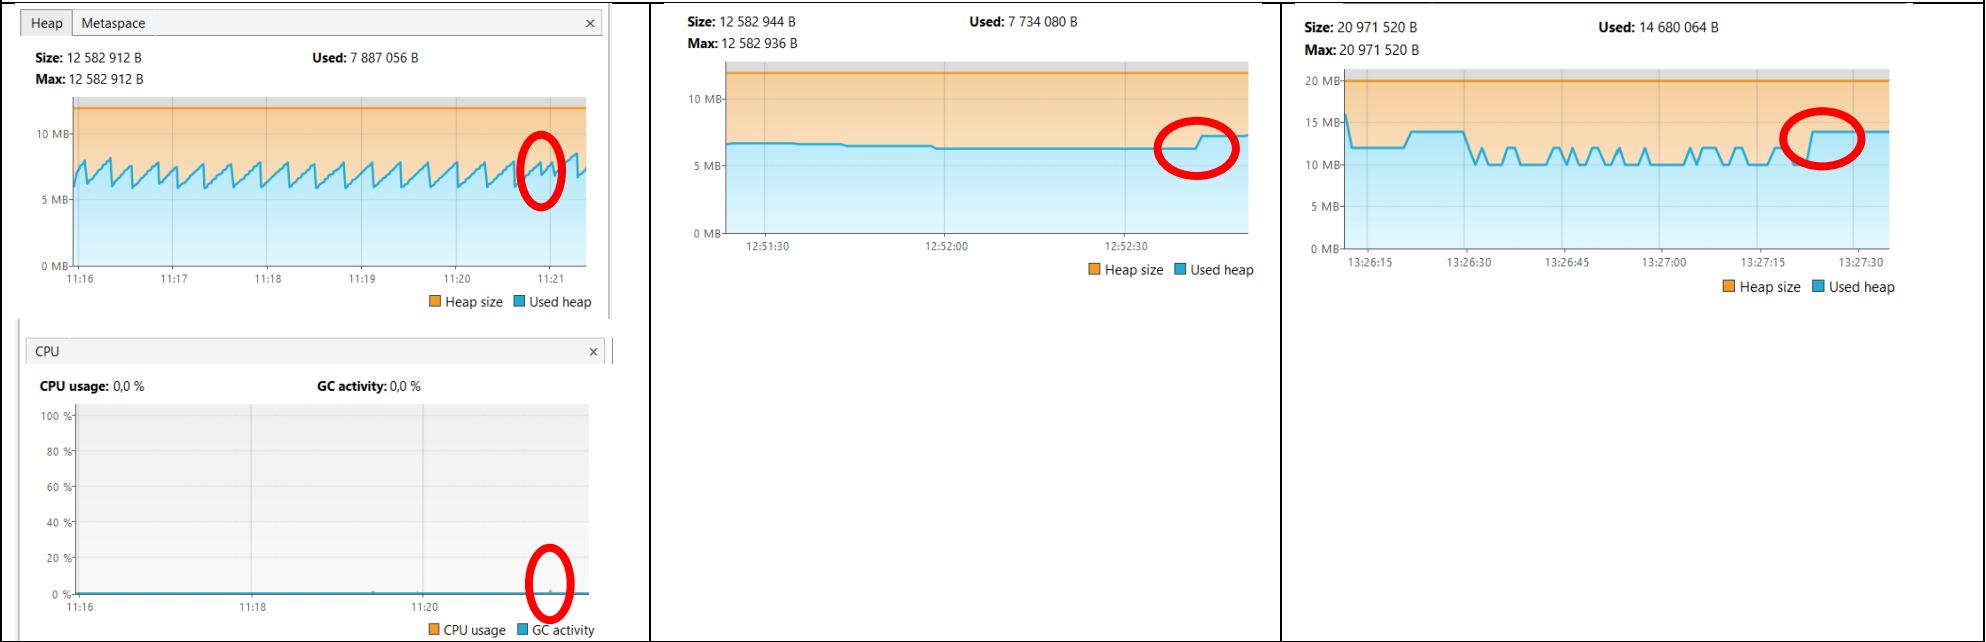 Heap Metaspace ×
Size: 12 582 912 B Used: 7 887 056 B
Max: 12 582 912 B
10 MB
5 MB
0 MB
11:16 11:17 11:18 11:19 11:20 11:21
Heap size Used heap
CPU ×
CPU usage: 0,0 % GC activity: 0,0 %
100 %
80 %
60 %
40 %
20 %
0 %
11:16 11:18 11:20
CPU usage GC activity
Size: 12 582 944 B Used: 7 734 080 B
Max: 12 582 936 B
10 MB
5 MB
0 MB
12:51:30 12:52:00 12:52:30
Heap size Used heap
Size: 20 971 520 B Used: 14 680 064 B
Max: 20 971 520 B
20 MB
15 MB
10 MB
5 MB
0 MB
13:26:15 13:26:30 13:26:45 13:27:00 13:27:15 13:27:30
Heap size Used heap